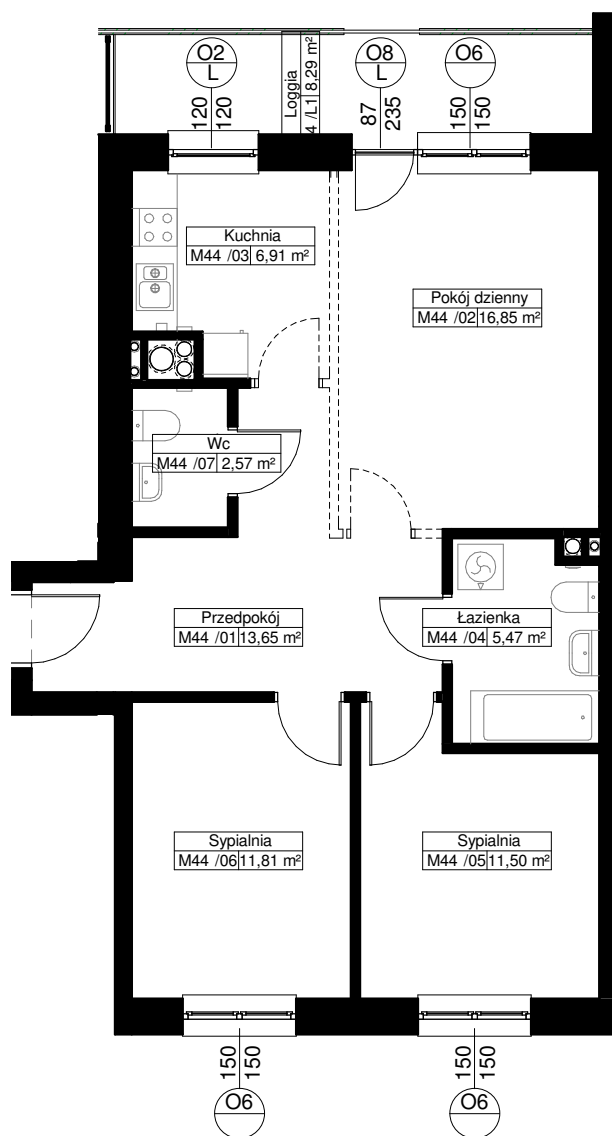 O2
L
120
120
Loggia
4 /L1 8,29 m²
O8
L
87
235
O6
150
150
Kuchnia
M44 /03 6,91 m²
Pokój dzienny
M44 /02 16,85 m²
Wc
M44 /07 2,57 m²
Przedpokój
M44 /01 13,65 m²
Łazienka
M44 /04 5,47 m²
Sypialnia
M44 /06 11,81 m²
Sypialnia
M44 /05 11,50 m²
150
150
O6
150
150
O6